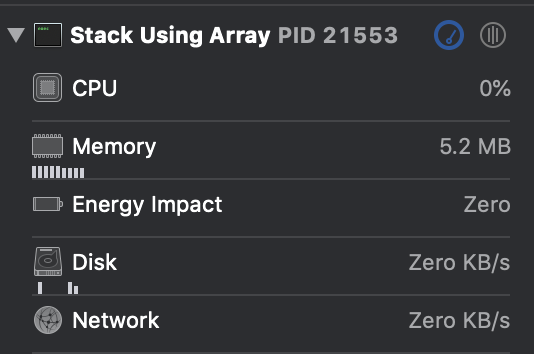 Stack Using Array PID 21553
CPU 0%
Memory 5.2 MB
Energy Impact Zero
Disk Zero KB/s
Network Zero KB/s